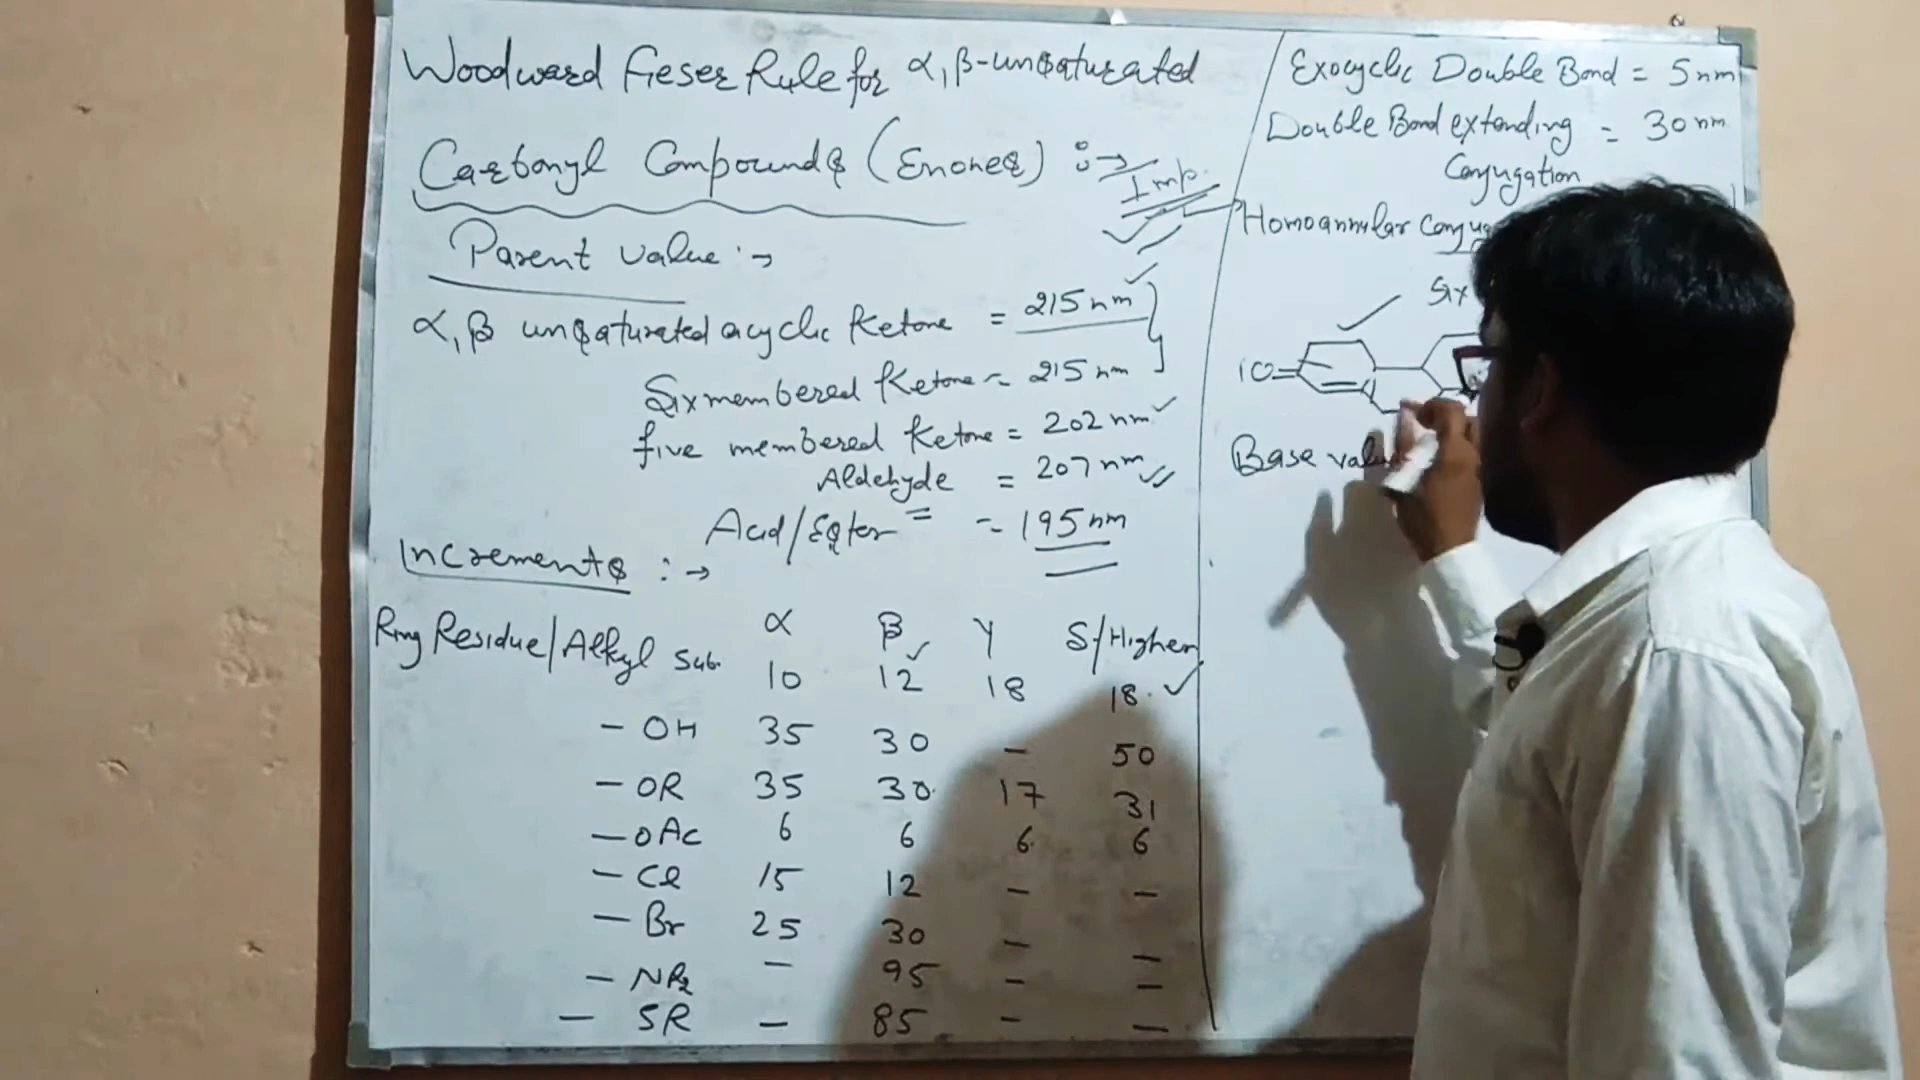 Woodward Fieser Rule for α,β-unsaturated
Carbonyl Compounds (Enones) :→
Imp.
Parent value :→
α,β unsaturated acyclic Ketone = 215 nm
Six membered Ketone = 215 nm
five membered Ketone = 202 nm
Aldehyde = 207 nm
Acid/Ester = 195 nm
Increments :→
α β γ δ/Higher
Ring Residue/Alkyl Sub. 10 12 18 18
- OH 35 30 - 50
- OR 35 30 17 31
- OAc 6 6 6 6
- Cl 15 12 - -
- Br 25 30 - -
- NR2 - 95 - -
- SR - 85 - -
Exocyclic Double Bond = 5 nm
Double Bond extending = 30 nm
Conjugation
Homoannular
Six
10=
Base